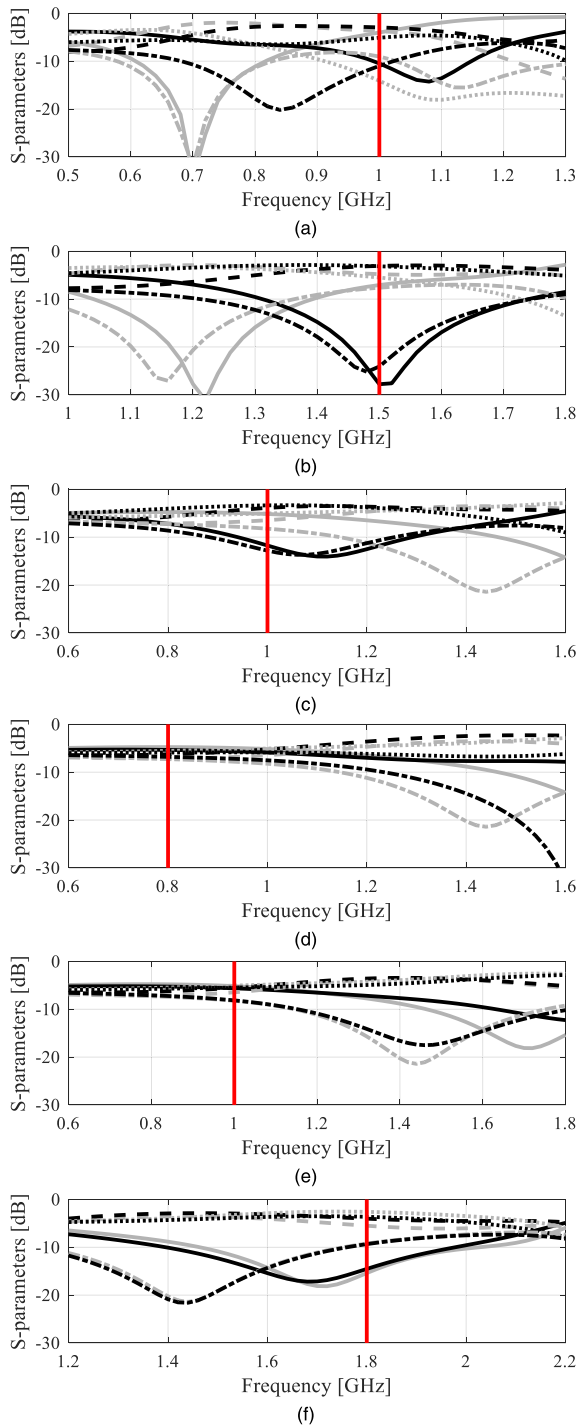 S-parameters [dB]
0
-10
-20
-30
0.5 0.6 0.7 0.8 0.9 1 1.1 1.2 1.3
Frequency [GHz]
(a)
S-parameters [dB]
0
-10
-20
-30
1 1.1 1.2 1.3 1.4 1.5 1.6 1.7 1.8
Frequency [GHz]
(b)
S-parameters [dB]
0
-10
-20
-30
0.6 0.8 1 1.2 1.4 1.6
Frequency [GHz]
(c)
S-parameters [dB]
0
-10
-20
-30
0.6 0.8 1 1.2 1.4 1.6
Frequency [GHz]
(d)
S-parameters [dB]
0
-10
-20
-30
0.6 0.8 1 1.2 1.4 1.6 1.8
Frequency [GHz]
(e)
S-parameters [dB]
0
-10
-20
-30
1.2 1.4 1.6 1.8 2 2.2
Frequency [GHz]
(f)